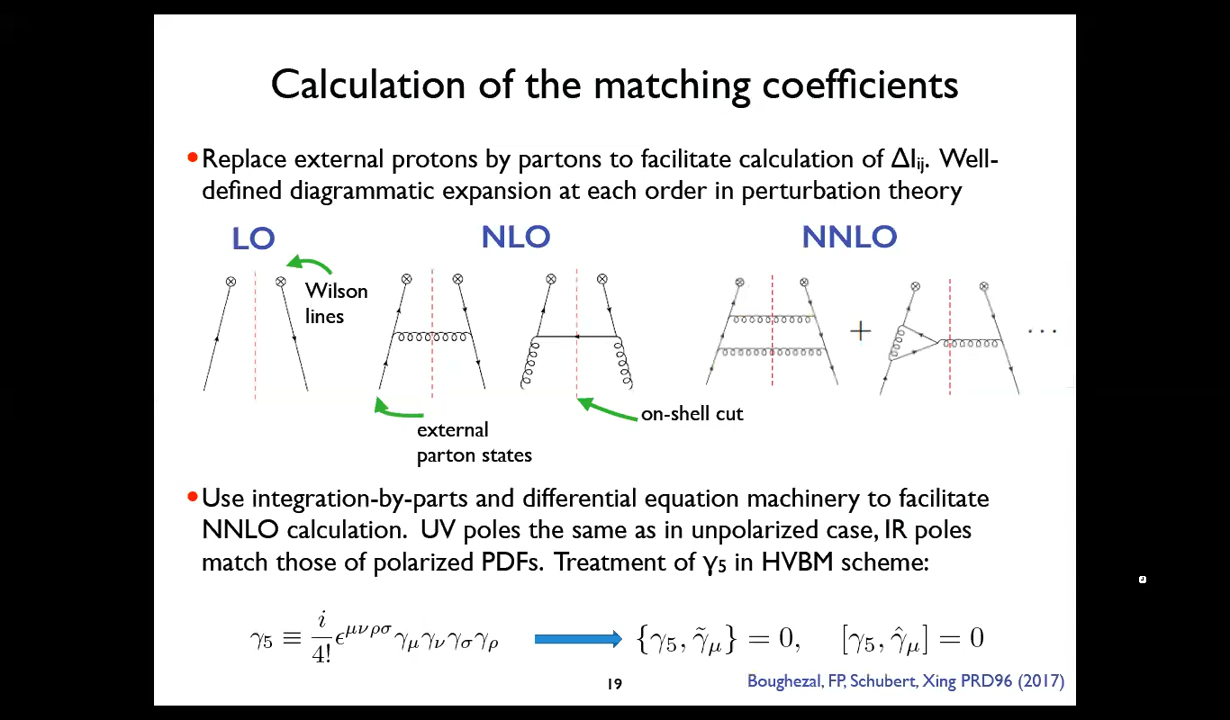 Calculation of the matching coefficients
•Replace external protons by partons to facilitate calculation of ΔIᵢⱼ. Well-
defined diagrammatic expansion at each order in perturbation theory
LO
NLO
NNLO
Wilson
lines
+
...
on-shell cut
external
parton states
•Use integration-by-parts and differential equation machinery to facilitate
NNLO calculation. UV poles the same as in unpolarized case, IR poles
match those of polarized PDFs. Treatment of γ₅ in HVBM scheme:
γ₅ ≡ i/4! ϵ^{μνρσ} γ_μ γ_ν γ_σ γ_ρ {γ₅, γ̃_μ} = 0, [γ₅, γ̂_μ] = 0
19
Boughezal, FP, Schubert, Xing PRD96 (2017)